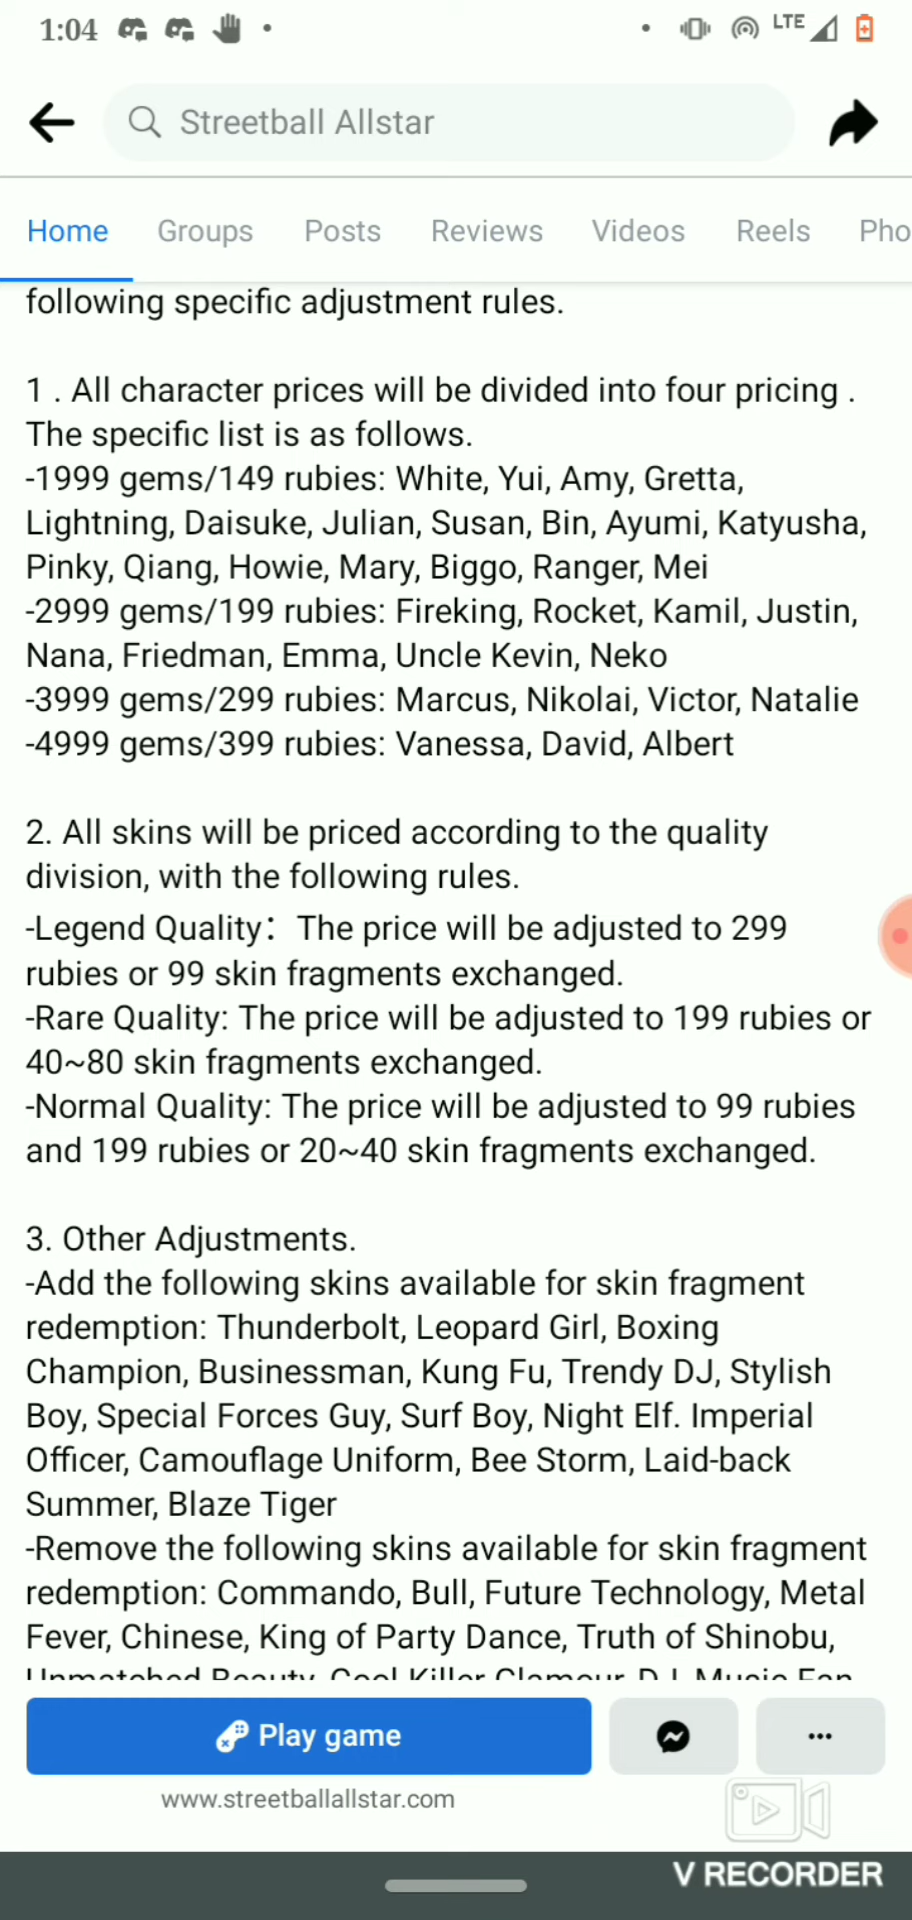 1:04
LTE
Streetball Allstar
Home Groups Posts Reviews Videos Reels Pho
following specific adjustment rules.
1 . All character prices will be divided into four pricing .
The specific list is as follows.
-1999 gems/149 rubies: White, Yui, Amy, Gretta,
Lightning, Daisuke, Julian, Susan, Bin, Ayumi, Katyusha,
Pinky, Qiang, Howie, Mary, Biggo, Ranger, Mei
-2999 gems/199 rubies: Fireking, Rocket, Kamil, Justin,
Nana, Friedman, Emma, Uncle Kevin, Neko
-3999 gems/299 rubies: Marcus, Nikolai, Victor, Natalie
-4999 gems/399 rubies: Vanessa, David, Albert
2. All skins will be priced according to the quality
division, with the following rules.
-Legend Quality：The price will be adjusted to 299
rubies or 99 skin fragments exchanged.
-Rare Quality: The price will be adjusted to 199 rubies or
40~80 skin fragments exchanged.
-Normal Quality: The price will be adjusted to 99 rubies
and 199 rubies or 20~40 skin fragments exchanged.
3. Other Adjustments.
-Add the following skins available for skin fragment
redemption: Thunderbolt, Leopard Girl, Boxing
Champion, Businessman, Kung Fu, Trendy DJ, Stylish
Boy, Special Forces Guy, Surf Boy, Night Elf. Imperial
Officer, Camouflage Uniform, Bee Storm, Laid-back
Summer, Blaze Tiger
-Remove the following skins available for skin fragment
redemption: Commando, Bull, Future Technology, Metal
Fever, Chinese, King of Party Dance, Truth of Shinobu,
Unmatched Beauty, Cool Killer Glamour, D.J. Music Fan,
Play game
www.streetballallstar.com
V RECORDER